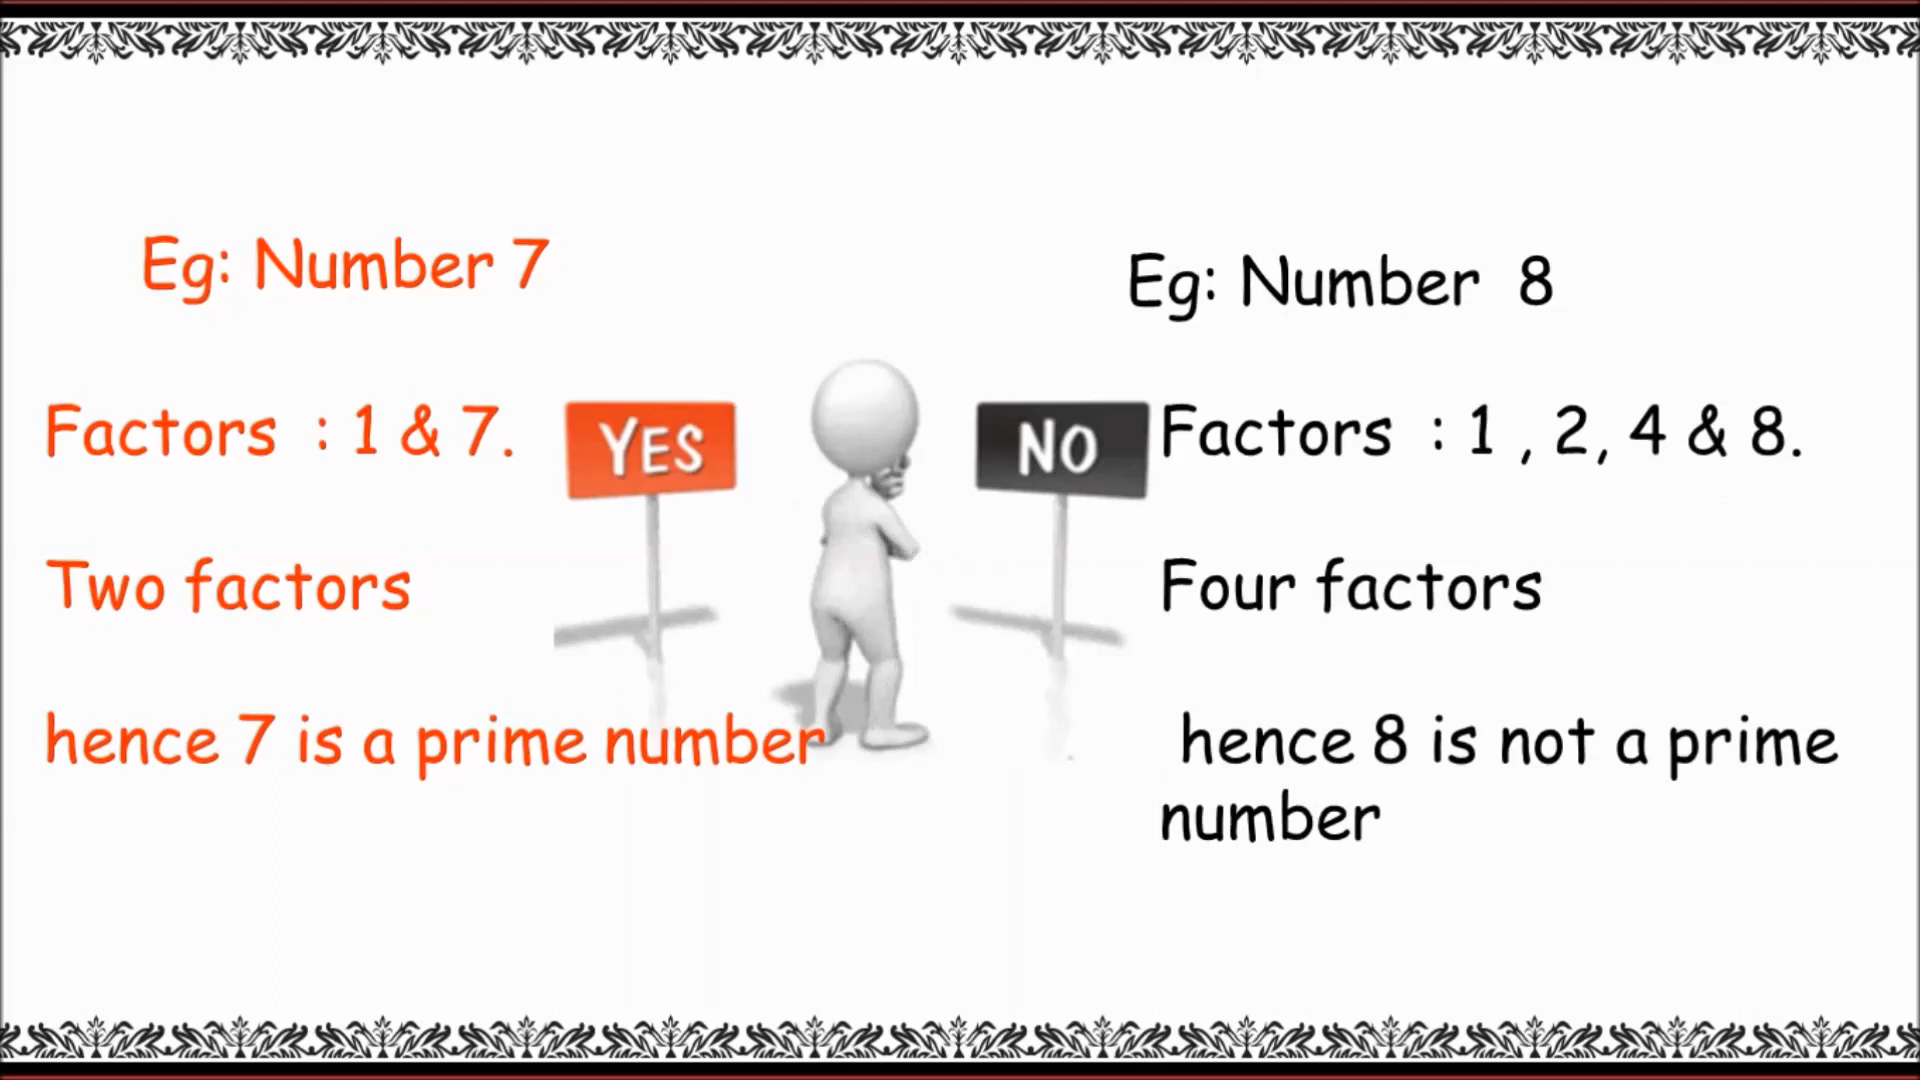 Eg: Number 7
Factors : 1 & 7.
Two factors
hence 7 is a prime number
YES
NO
Eg: Number 8
Factors : 1 , 2, 4 & 8.
Four factors
hence 8 is not a prime
number